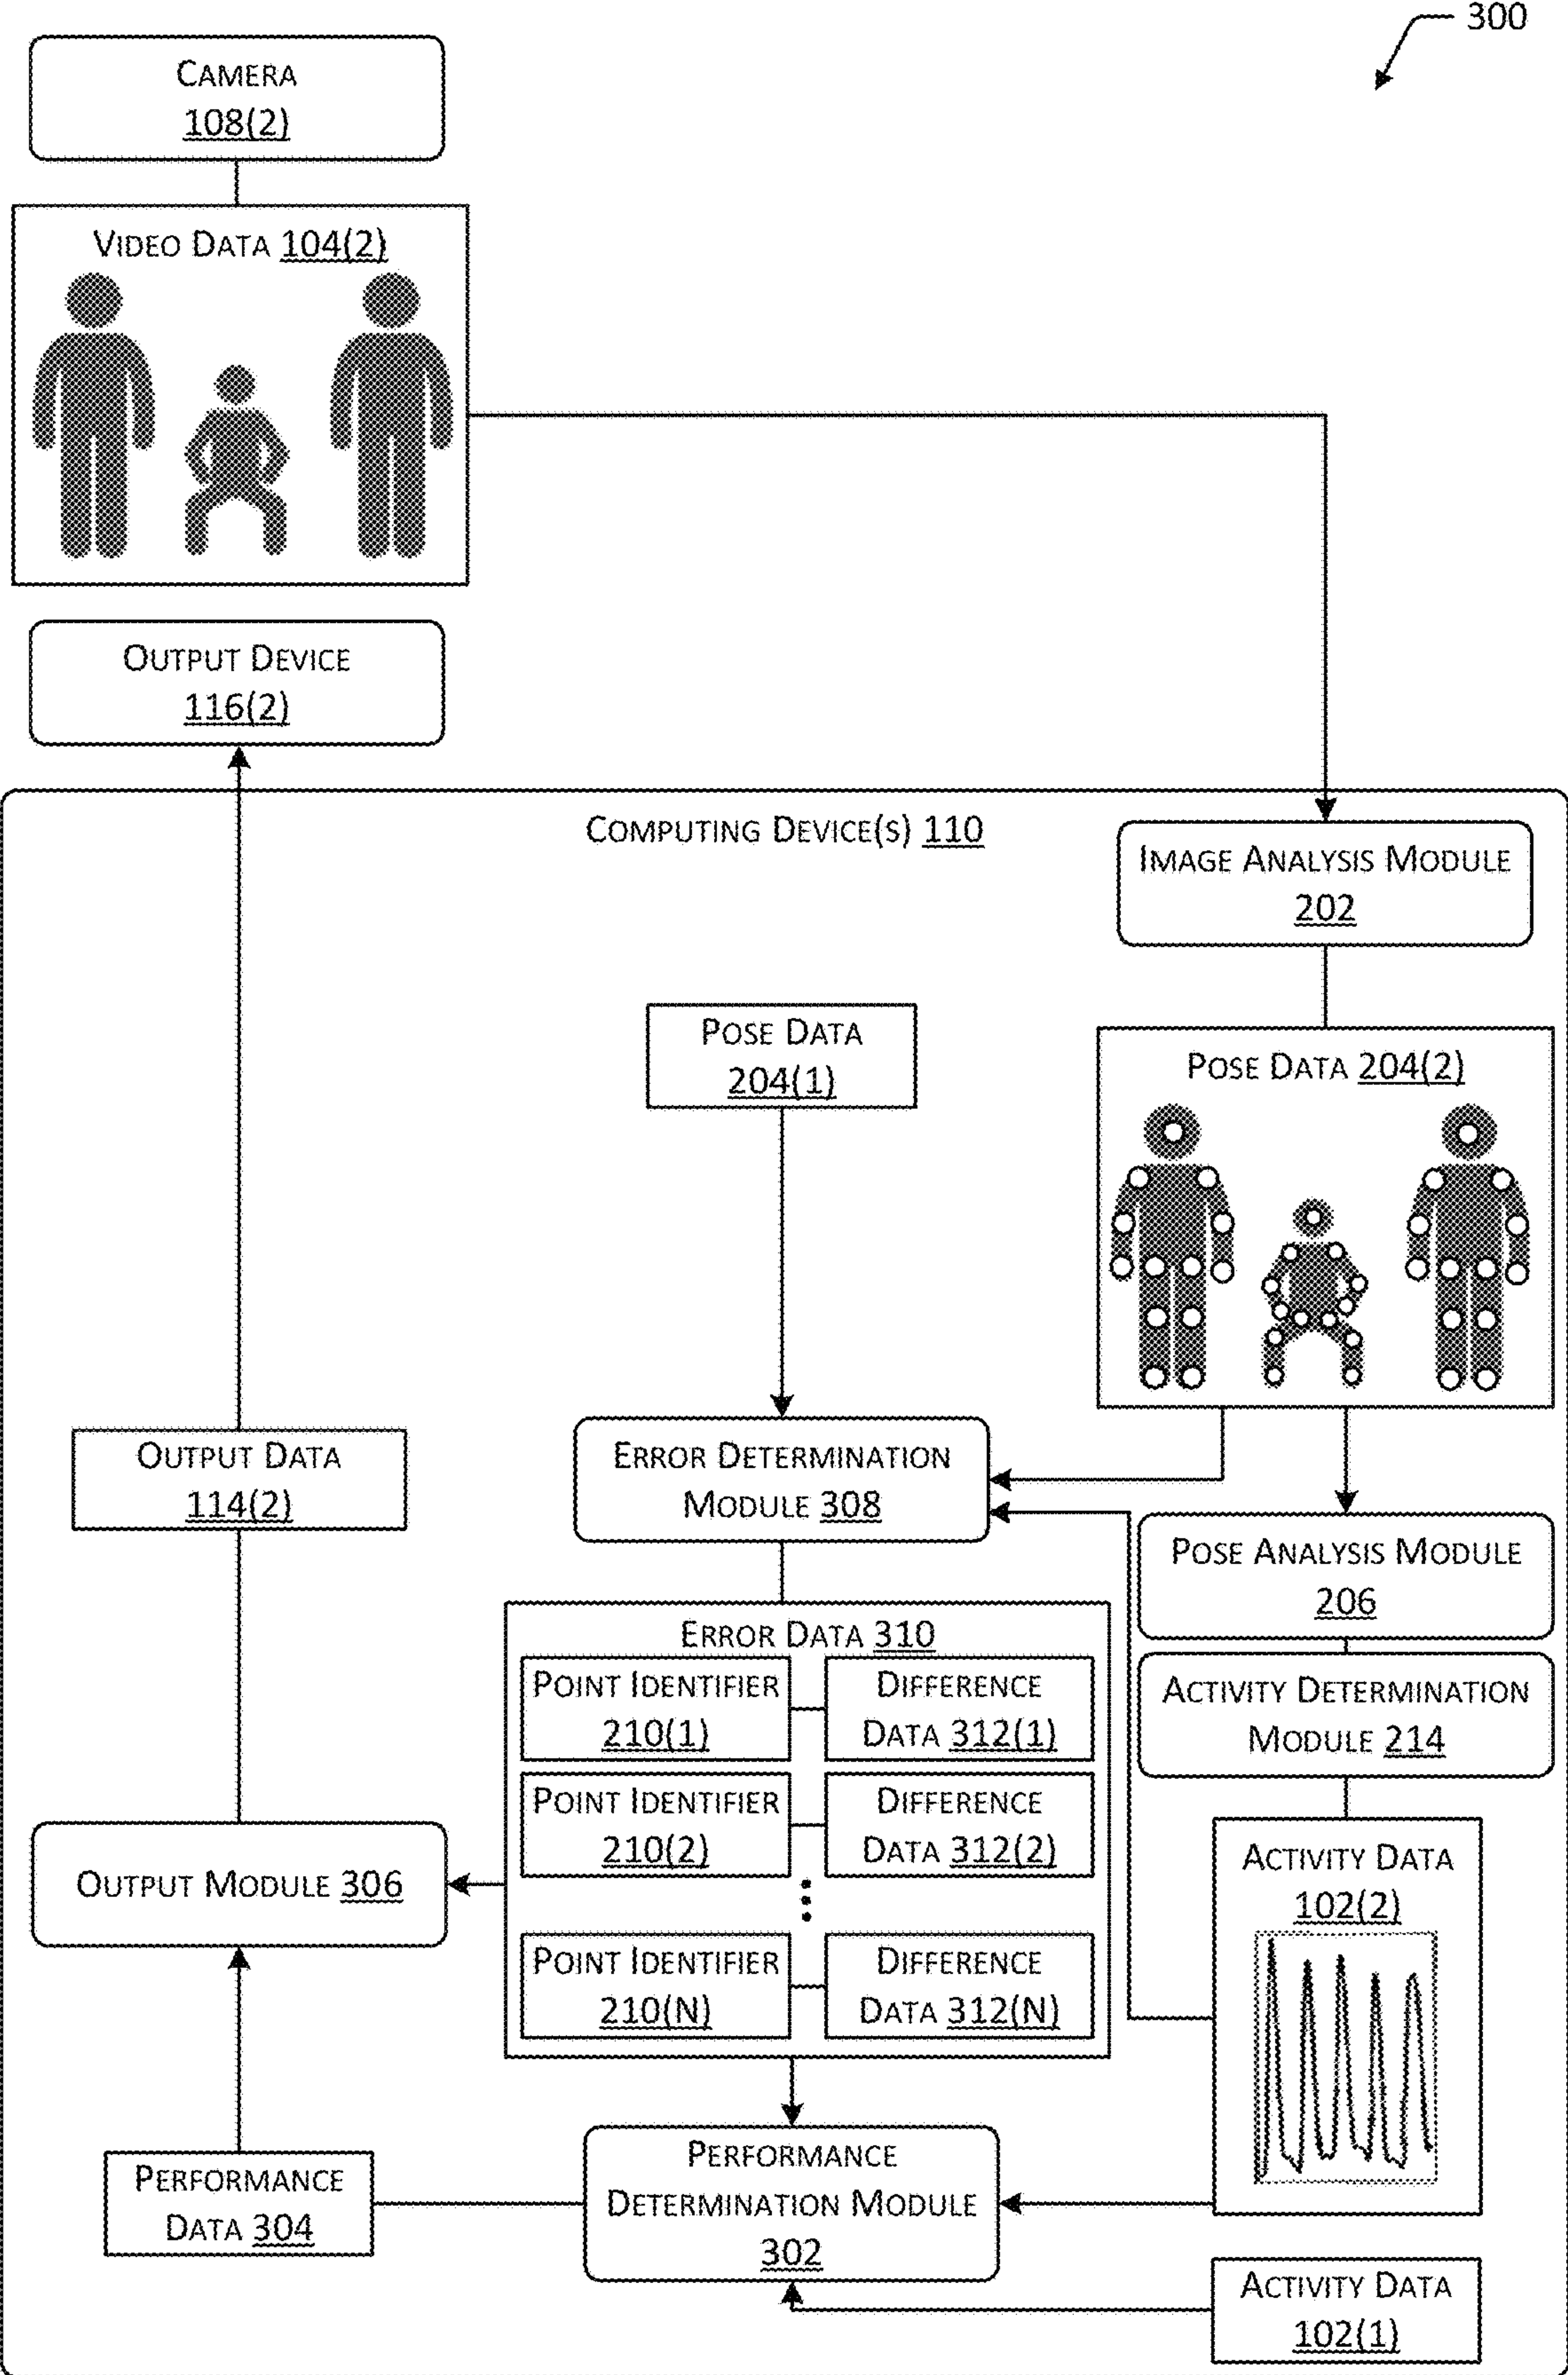 300
CAMERA
108(2)
VIDEO DATA 104(2)
OUTPUT DEVICE
116(2)
COMPUTING DEVICE(S) 110
IMAGE ANALYSIS MODULE
202
POSE DATA
204(1)
POSE DATA 204(2)
ERROR DETERMINATION
MODULE 308
OUTPUT DATA
114(2)
POSE ANALYSIS MODULE
206
ERROR DATA 310
POINT IDENTIFIER
210(1)
DIFFERENCE
DATA 312(1)
ACTIVITY DETERMINATION
MODULE 214
POINT IDENTIFIER
210(2)
DIFFERENCE
DATA 312(2)
OUTPUT MODULE 306
ACTIVITY DATA
102(2)
POINT IDENTIFIER
210(N)
DIFFERENCE
DATA 312(N)
PERFORMANCE
DATA 304
PERFORMANCE
DETERMINATION MODULE
302
ACTIVITY DATA
102(1)